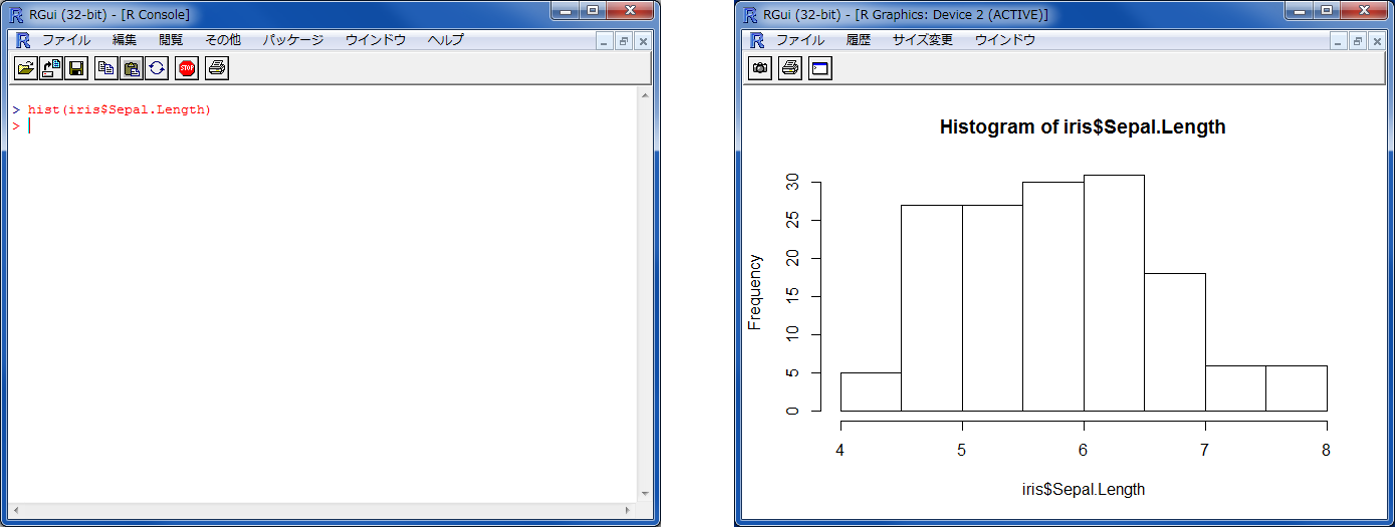 RGui (32-bit) - [R Console]
ファイル 編集 閲覧 その他 パッケージ ウインドウ ヘルプ
STOP
> hist(iris$Sepal.Length)
>
RGui (32-bit) - [R Graphics: Device 2 (ACTIVE)]
ファイル 履歴 サイズ変更 ウインドウ
Histogram of iris$Sepal.Length
Frequency
30
25
20
15
10
5
0
4 5 6 7 8
iris$Sepal.Length